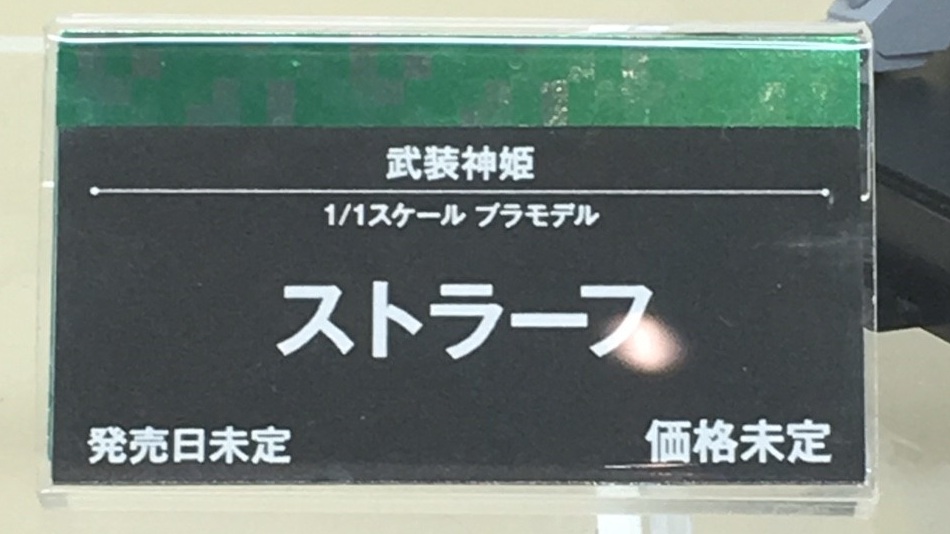 武装神姫
1/1スケール プラモデル
ストラーフ
発売日未定
価格未定